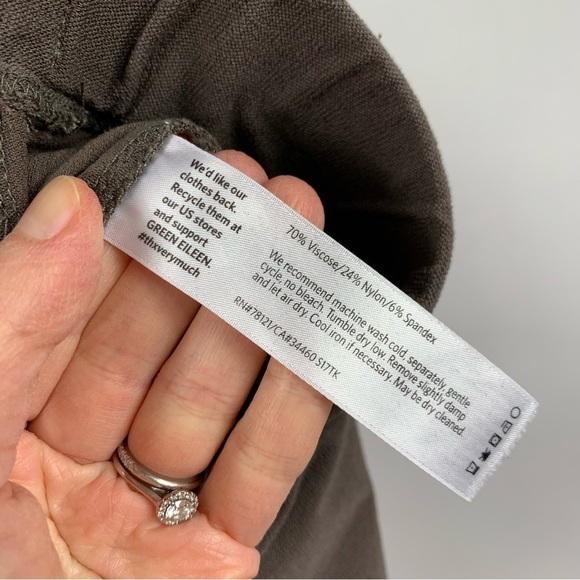 We'd like our
clothes back.
Recycle them at
our US stores
and support
GREEN EILEEN.
#thxverymuch
70% Viscose/24% Nylon/6% Spandex
We recommend machine wash cold, separately, gentle
cycle, no bleach. Tumble dry low. Remove slightly damp
and let air dry. Cool iron if necessary. May be dry cleaned.
RN#78121/CA#34460 S17TK